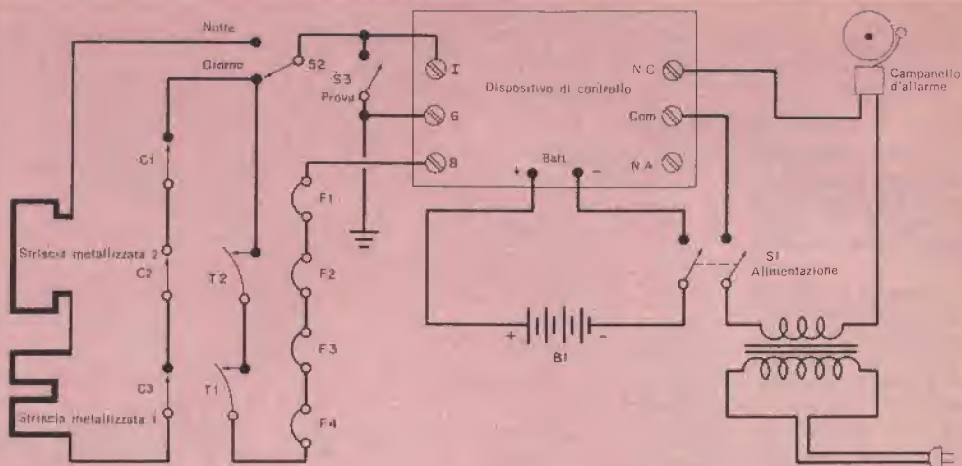 Notte
Giorno
S2
S3
Prova
I
G
B
Dispositivo di controllo
N.C
Com
N.A
Batt.
+
-
Campanello
d'allarme
C1
Striscia metallizzata 2
C2
C3
Striscia metallizzata 1
T2
T1
F1
F2
F3
F4
+
-
B1
S1
Alimentazione